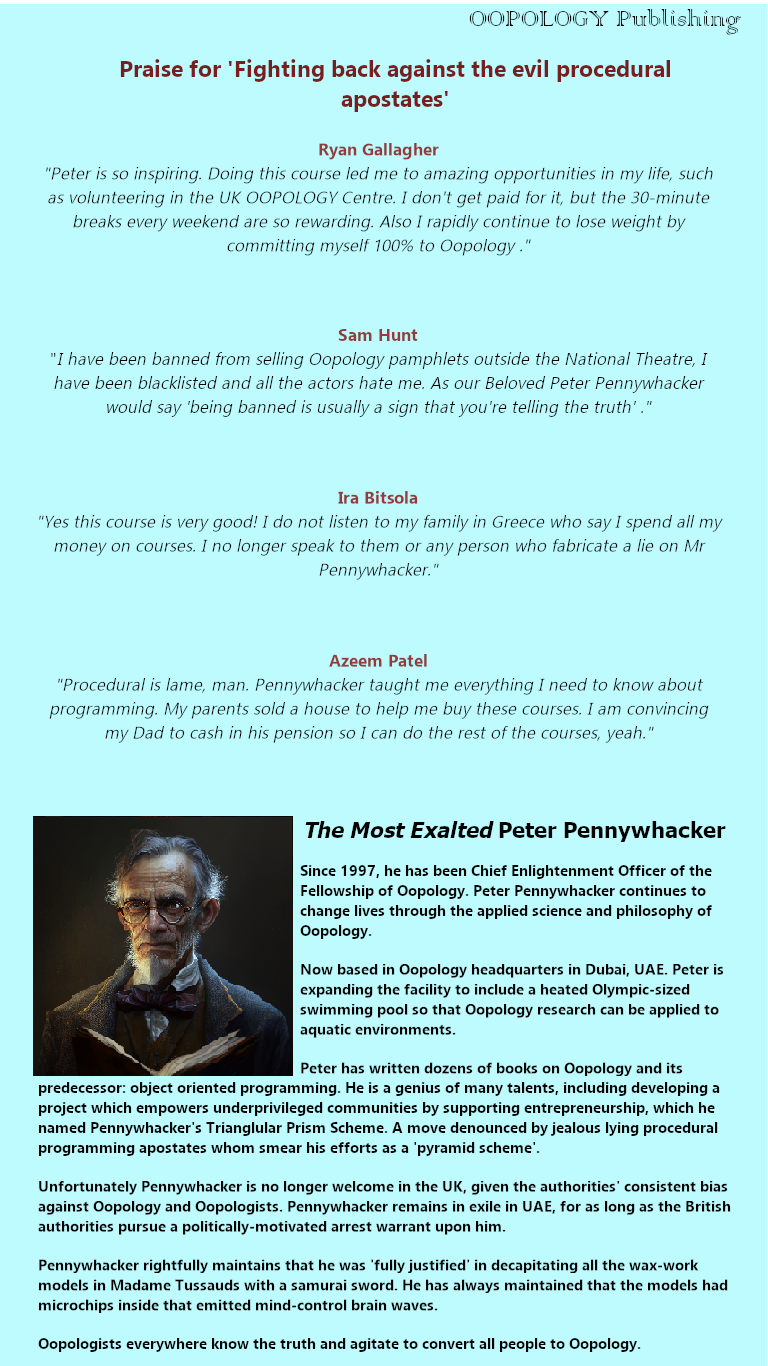 OOPOLOGY Publishing
Praise for 'Fighting back against the evil procedural
apostates'
Ryan Gallagher
"Peter is so inspiring. Doing this course led me to amazing opportunities in my life, such
as volunteering in the UK OOPOLOGY Centre. I don't get paid for it, but the 30-minute
breaks every weekend are so rewarding. Also I rapidly continue to lose weight by
committing myself 100% to Oopology ."
Sam Hunt
"I have been banned from selling Oopology pamphlets outside the National Theatre, I
have been blacklisted and all the actors hate me. As our Beloved Peter Pennywhacker
would say 'being banned is usually a sign that you're telling the truth' ."
Ira Bitsola
"Yes this course is very good! I do not listen to my family in Greece who say I spend all my
money on courses. I no longer speak to them or any person who fabricate a lie on Mr
Pennywhacker."
Azeem Patel
"Procedural is lame, man. Pennywhacker taught me everything I need to know about
programming. My parents sold a house to help me buy these courses. I am convincing
my Dad to cash in his pension so I can do the rest of the courses, yeah."
The Most Exalted Peter Pennywhacker
Since 1997, he has been Chief Enlightenment Officer of the
Fellowship of Oopology. Peter Pennywhacker continues to
change lives through the applied science and philosophy of
Oopology.
Now based in Oopology headquarters in Dubai, UAE. Peter is
expanding the facility to include a heated Olympic-sized
swimming pool so that Oopology research can be applied to
aquatic environments.
Peter has written dozens of books on Oopology and its
predecessor: object oriented programming. He is a genius of many talents, including developing a
project which empowers underprivileged communities by supporting entrepreneurship, which he
named Pennywhacker's Trianglular Prism Scheme. A move denounced by jealous lying procedural
programming apostates whom smear his efforts as a 'pyramid scheme'.
Unfortunately Pennywhacker is no longer welcome in the UK, given the authorities' consistent bias
against Oopology and Oopologists. Pennywhacker remains in exile in UAE, for as long as the British
authorities pursue a politically-motivated arrest warrant upon him.
Pennywhacker rightfully maintains that he was 'fully justified' in decapitating all the wax-work
models in Madame Tussauds with a samurai sword. He has always maintained that the models had
microchips inside that emitted mind-control brain waves.
Oopologists everywhere know the truth and agitate to convert all people to Oopology.